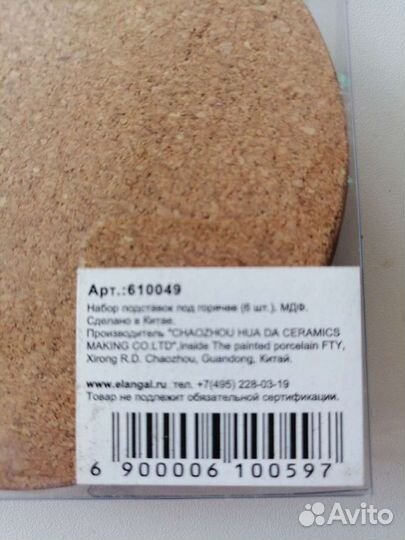 Арт.:610049
Набор подставок под горячее (6 шт.), МДФ.
Сделано в Китае.
Производитель "CHAOZHOU HUA DA CERAMICS
MAKING CO.LTD",Inside The painted porcelain FTY,
Xirong R.D. Chaozhou, Guandong, Китай.
www.elangal.ru тел. +7(495) 228-03-19
Товар не подлежит обязательной сертификации.
6 900006 100597
Avito